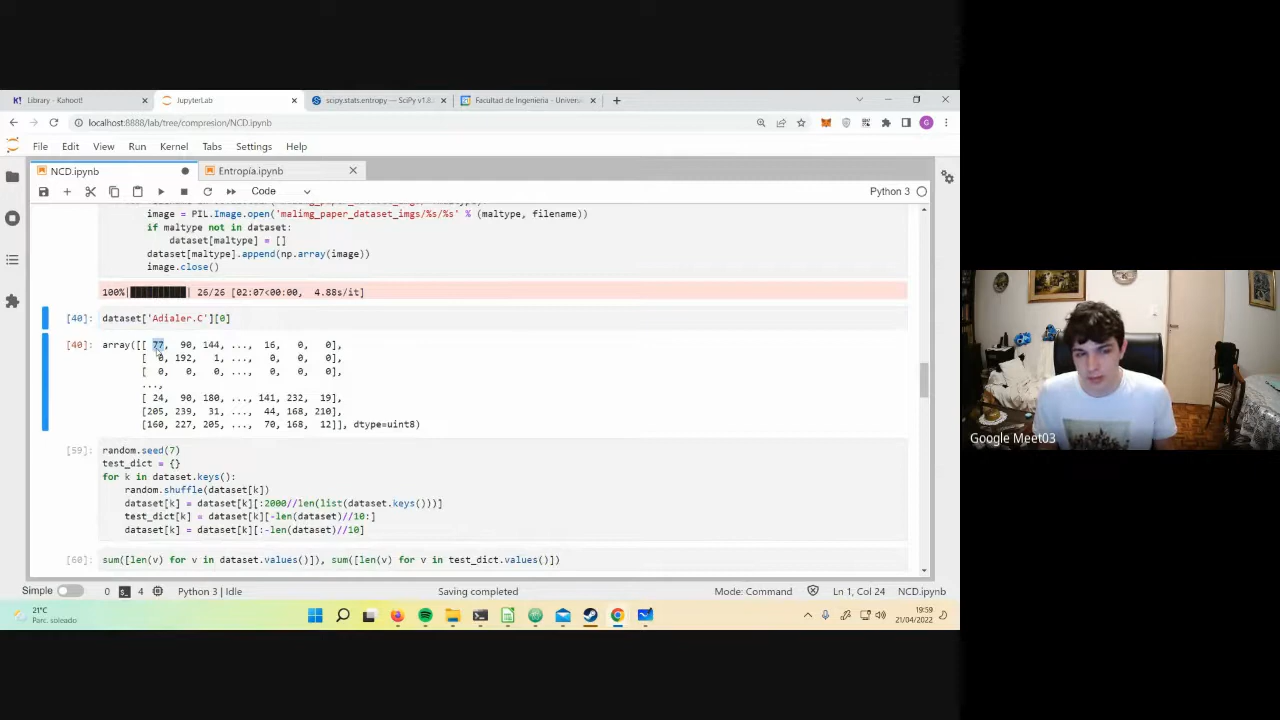 Library - Kahoot!
JupyterLab
scipy.stats.entropy — SciPy v1.8.
Facultad de Ingeniería - Univers
localhost:8888/lab/tree/compresion/NCD.ipynb
G
File Edit View Run Kernel Tabs Settings Help
NCD.ipynb
Entropía.ipynb
Code
Python 3
image = PIL.Image.open('malimg_paper_dataset_imgs/%s/%s' % (maltype, filename))
if maltype not in dataset:
dataset[maltype] = []
dataset[maltype].append(np.array(image))
image.close()
100%|██████████| 26/26 [02:07<00:00, 4.88s/it]
[40]: dataset['Adialer.C'][0]
[40]: array([[ 77, 90, 144, ..., 16, 0, 0],
[ 0, 192, 1, ..., 0, 0, 0],
[ 0, 0, 0, ..., 0, 0, 0],
...,
[ 24, 90, 180, ..., 141, 232, 19],
[205, 239, 31, ..., 44, 168, 210],
[160, 227, 205, ..., 70, 168, 12]], dtype=uint8)
[59]: random.seed(7)
test_dict = {}
for k in dataset.keys():
random.shuffle(dataset[k])
dataset[k] = dataset[k][:2000//len(list(dataset.keys()))]
test_dict[k] = dataset[k][-len(dataset)//10:]
dataset[k] = dataset[k][:-len(dataset)//10]
[60]: sum([len(v) for v in dataset.values()]), sum([len(v) for v in test_dict.values()])
Simple 0 4 Python 3 | Idle Saving completed Mode: Command Ln 1, Col 24 NCD.ipynb
21°C
Parc. soleado
19:59
21/04/2022
Google Meet03